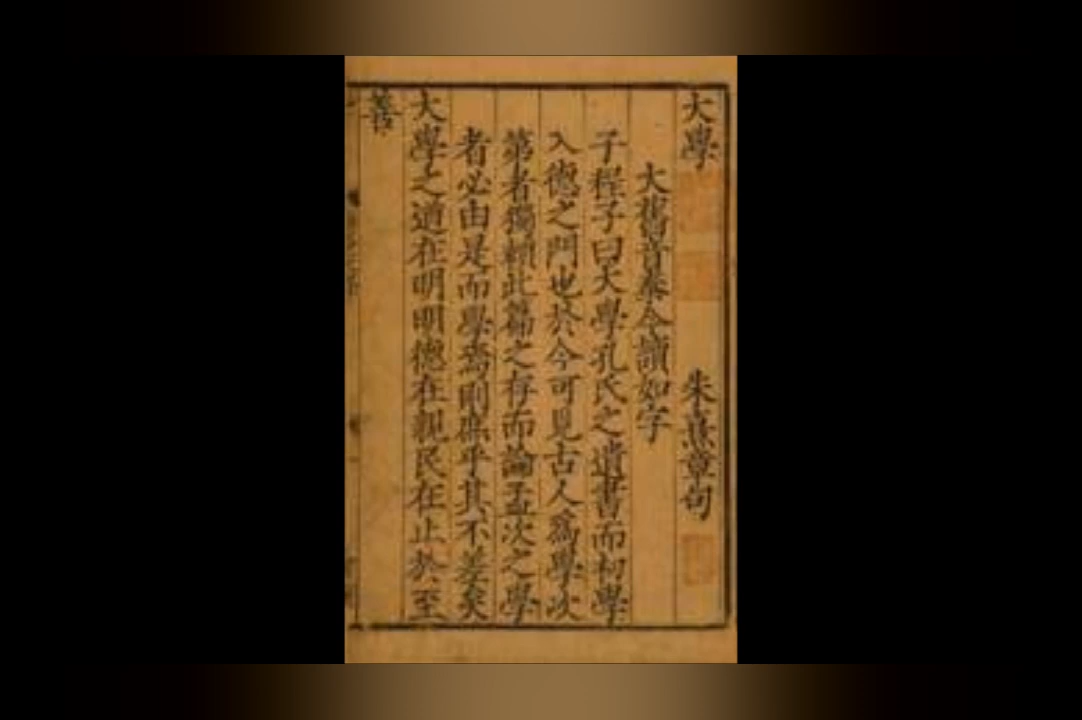 大學 朱熹章句
大舊音泰今讀如字
子程子曰大學孔氏之遺書而初學
入德之門也於今可見古人爲學次
第者獨頼此篇之存而論孟次之學
者必由是而學焉則庶乎其不差矣
大學之道在明明德在親民在止於至
善